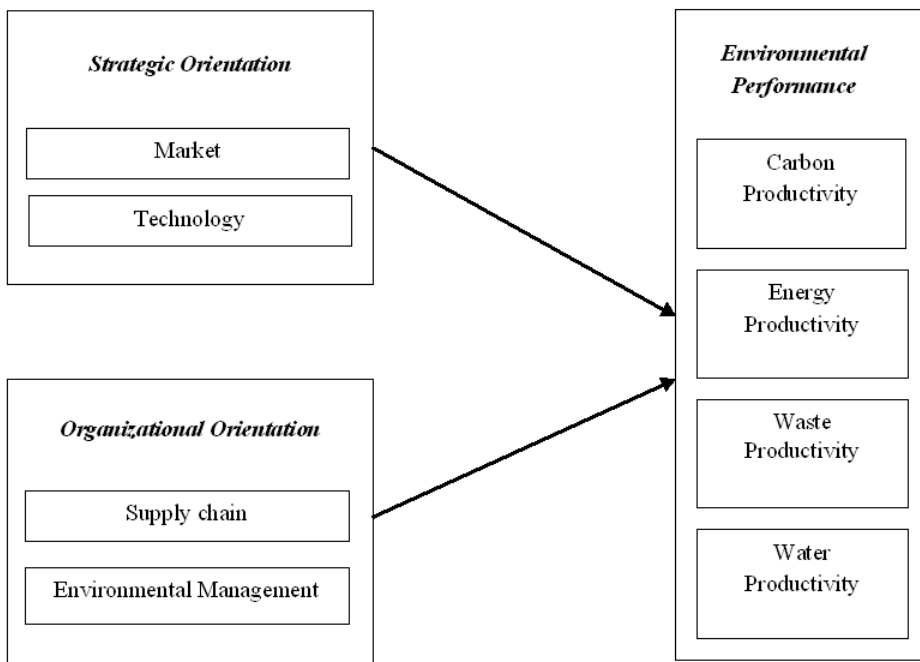 Strategic Orientation
Market
Technology
Organizational Orientation
Supply chain
Environmental Management
Environmental
Performance
Carbon
Productivity
Energy
Productivity
Waste
Productivity
Water
Productivity